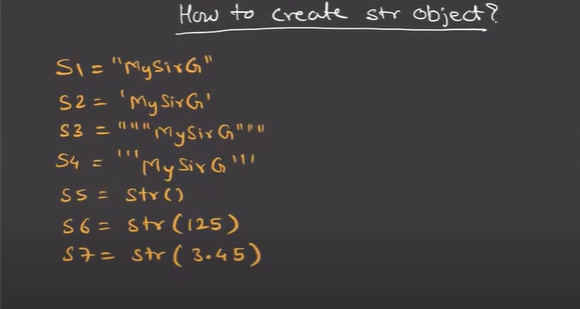 How to create str object?
S1 = "MySirG"
S2 = 'MySirG'
S3 = """MySirG"""
S4 = '''MySirG'''
S5 = str()
S6 = str(125)
S7 = str(3.45)